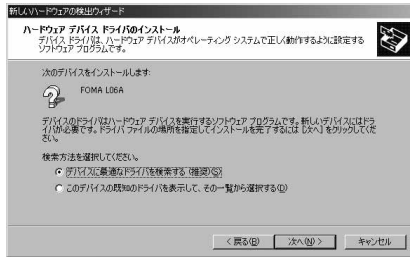 新しいハードウェアの検出ウィザード
ハードウェア デバイス ドライバのインストール
デバイス ドライバは、ハードウェア デバイスがオペレーティング システムで正しく動作するように設定する
ソフトウェア プログラムです。
次のデバイスをインストールします:
FOMA L06A
デバイスのドライバはハードウェア デバイスを実行するソフトウェア プログラムです。新しいデバイスにはドラ
イバが必要です。ドライバ ファイルの場所を指定してインストールを完了するには [次へ] をクリックしてくだ
さい。
検索方法を選択してください。
デバイスに最適なドライバを検索する (推奨)(S)
このデバイスの既知のドライバを表示して、その一覧から選択する(D)
< 戻る(B)
次へ(N) >
キャンセル